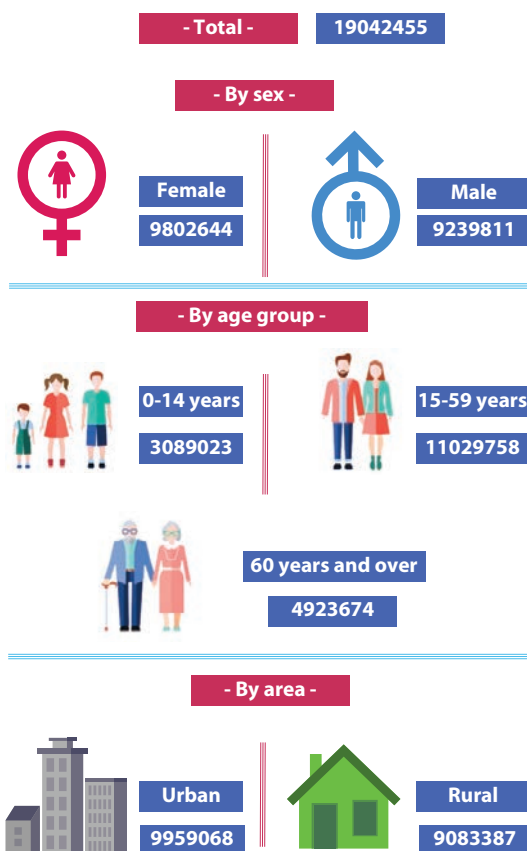 - Total -
19042455
- By sex -
Female
9802644
Male
9239811
- By age group -
0-14 years
3089023
15-59 years
11029758
60 years and over
4923674
- By area -
Urban
9959068
Rural
9083387